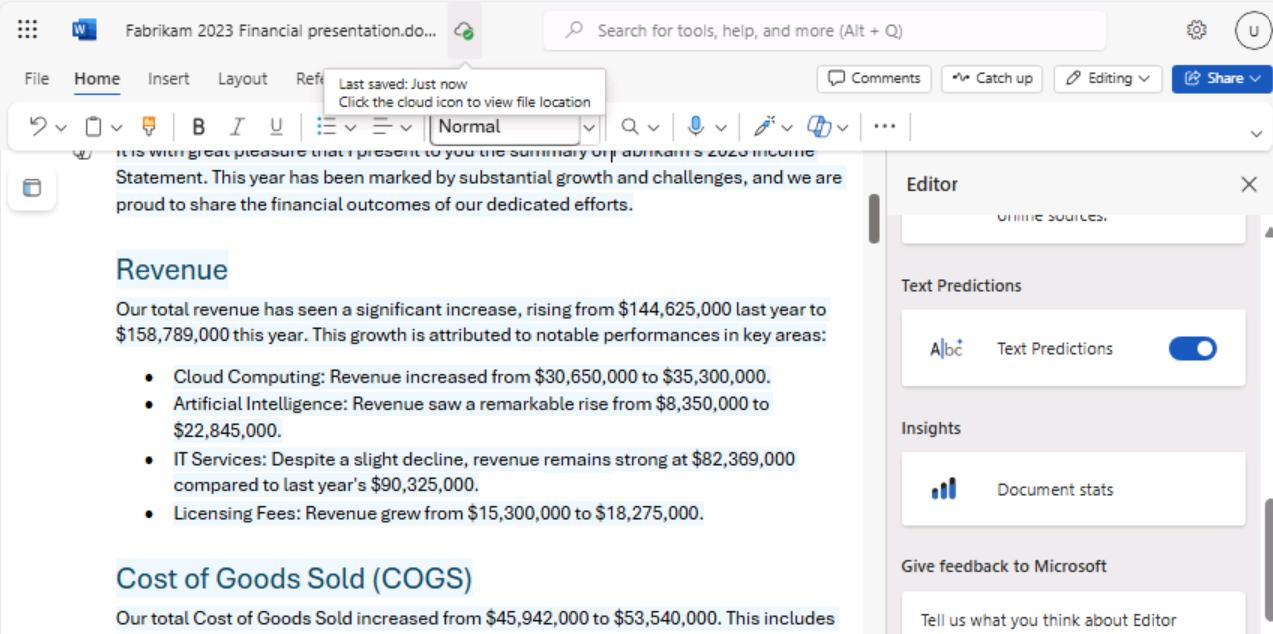 Fabrikam 2023 Financial presentation.do...
Search for tools, help, and more (Alt + Q)
U
File Home Insert Layout Refe
Last saved: Just now
Click the cloud icon to view file location
Comments
Catch up
Editing
Share
B I U
Normal
It is with great pleasure that I present to you the summary of Fabrikam's 2023 Income
Statement. This year has been marked by substantial growth and challenges, and we are
proud to share the financial outcomes of our dedicated efforts.
Revenue
Our total revenue has seen a significant increase, rising from $144,625,000 last year to
$158,789,000 this year. This growth is attributed to notable performances in key areas:
• Cloud Computing: Revenue increased from $30,650,000 to $35,300,000.
• Artificial Intelligence: Revenue saw a remarkable rise from $8,350,000 to
$22,845,000.
• IT Services: Despite a slight decline, revenue remains strong at $82,369,000
compared to last year's $90,325,000.
• Licensing Fees: Revenue grew from $15,300,000 to $18,275,000.
Cost of Goods Sold (COGS)
Our total Cost of Goods Sold increased from $45,942,000 to $53,540,000. This includes
Editor
online sources.
Text Predictions
Text Predictions
Insights
Document stats
Give feedback to Microsoft
Tell us what you think about Editor